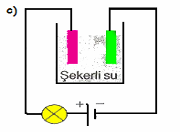 c)
Şekerli su
+ −